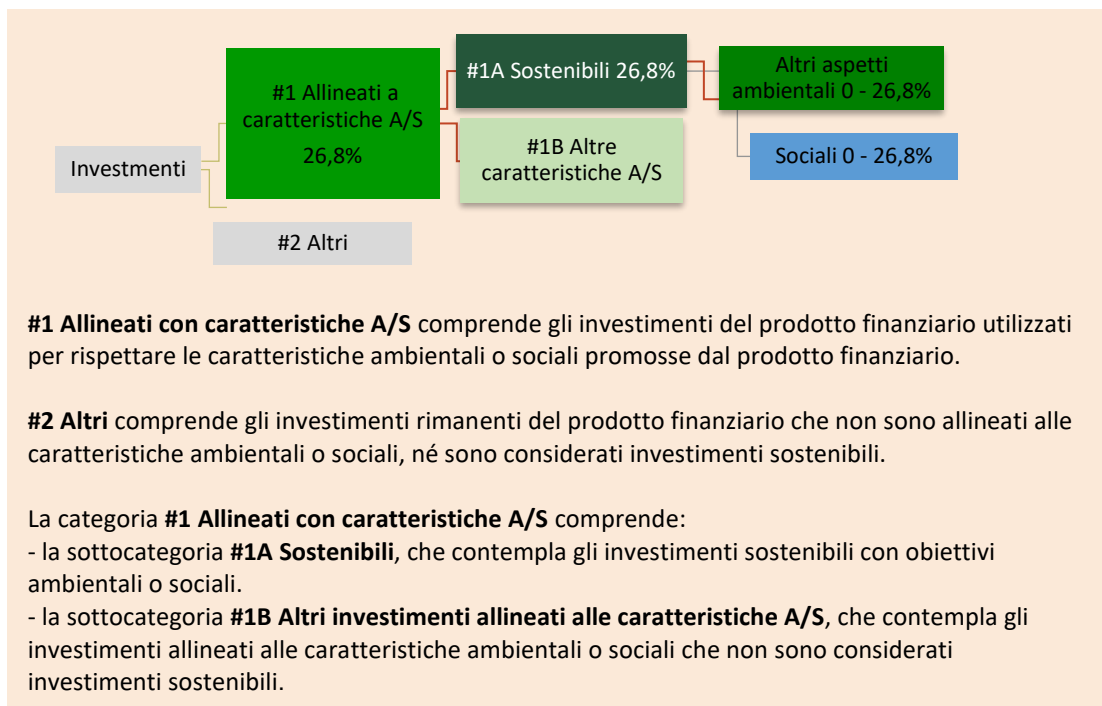 Investmenti
#1 Allineati a
caratteristiche A/S
26,8%
#2 Altri
#1A Sostenibili 26,8%
#1B Altre
caratteristiche A/S
Altri aspetti
ambientali 0 - 26,8%
Sociali 0 - 26,8%
#1 Allineati con caratteristiche A/S comprende gli investimenti del prodotto finanziario utilizzati
per rispettare le caratteristiche ambientali o sociali promosse dal prodotto finanziario.
#2 Altri comprende gli investimenti rimanenti del prodotto finanziario che non sono allineati alle
caratteristiche ambientali o sociali, né sono considerati investimenti sostenibili.
La categoria #1 Allineati con caratteristiche A/S comprende:
- la sottocategoria #1A Sostenibili, che contempla gli investimenti sostenibili con obiettivi
ambientali o sociali.
- la sottocategoria #1B Altri investimenti allineati alle caratteristiche A/S, che contempla gli
investimenti allineati alle caratteristiche ambientali o sociali che non sono considerati
investimenti sostenibili.